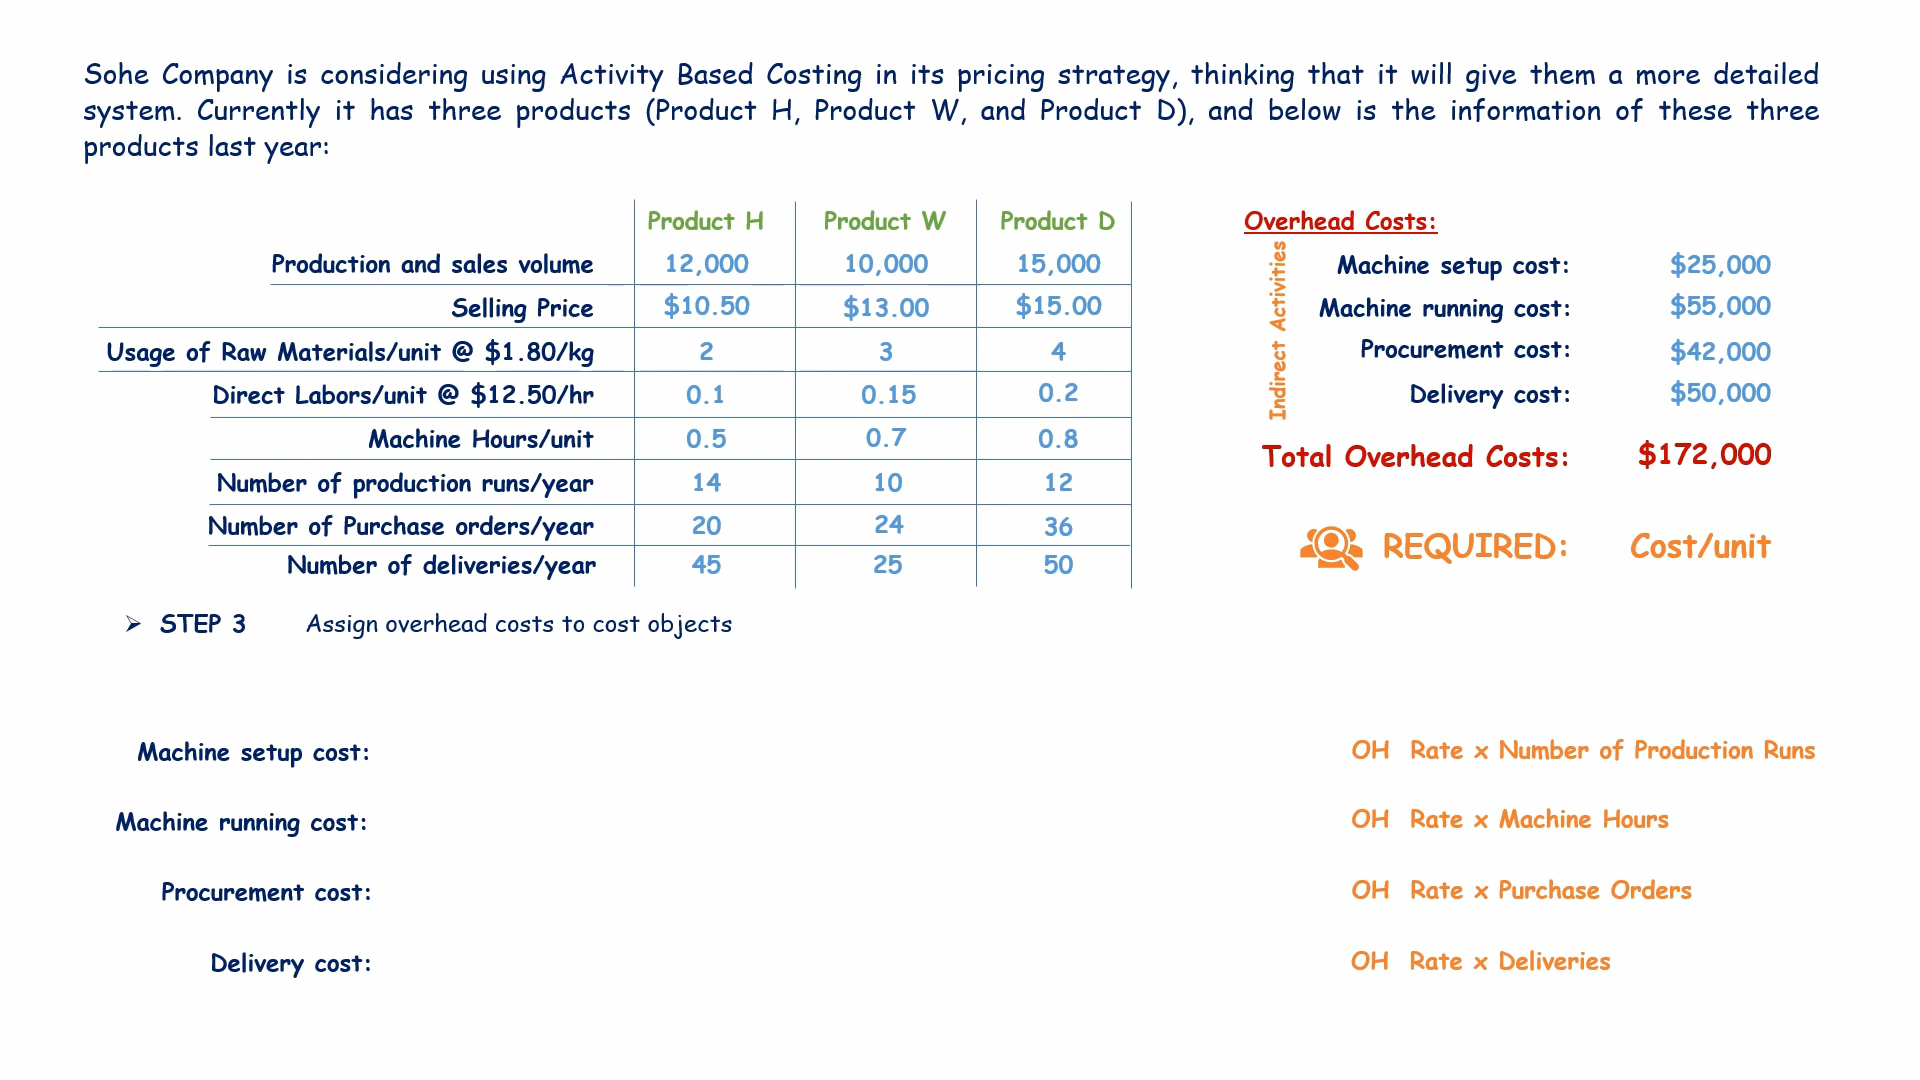 Sohe Company is considering using Activity Based Costing in its pricing strategy, thinking that it will give them a more detailed
system. Currently it has three products (Product H, Product W, and Product D), and below is the information of these three
products last year:
Product H Product W Product D
Production and sales volume 12,000 10,000 15,000
Selling Price $10.50 $13.00 $15.00
Usage of Raw Materials/unit @ $1.80/kg 2 3 4
Direct Labors/unit @ $12.50/hr 0.1 0.15 0.2
Machine Hours/unit 0.5 0.7 0.8
Number of production runs/year 14 10 12
Number of Purchase orders/year 20 24 36
Number of deliveries/year 45 25 50
Overhead Costs:
Indirect Activities
Machine setup cost: $25,000
Machine running cost: $55,000
Procurement cost: $42,000
Delivery cost: $50,000
Total Overhead Costs: $172,000
REQUIRED: Cost/unit
➢ STEP 3 Assign overhead costs to cost objects
Machine setup cost: OH Rate x Number of Production Runs
Machine running cost: OH Rate x Machine Hours
Procurement cost: OH Rate x Purchase Orders
Delivery cost: OH Rate x Deliveries